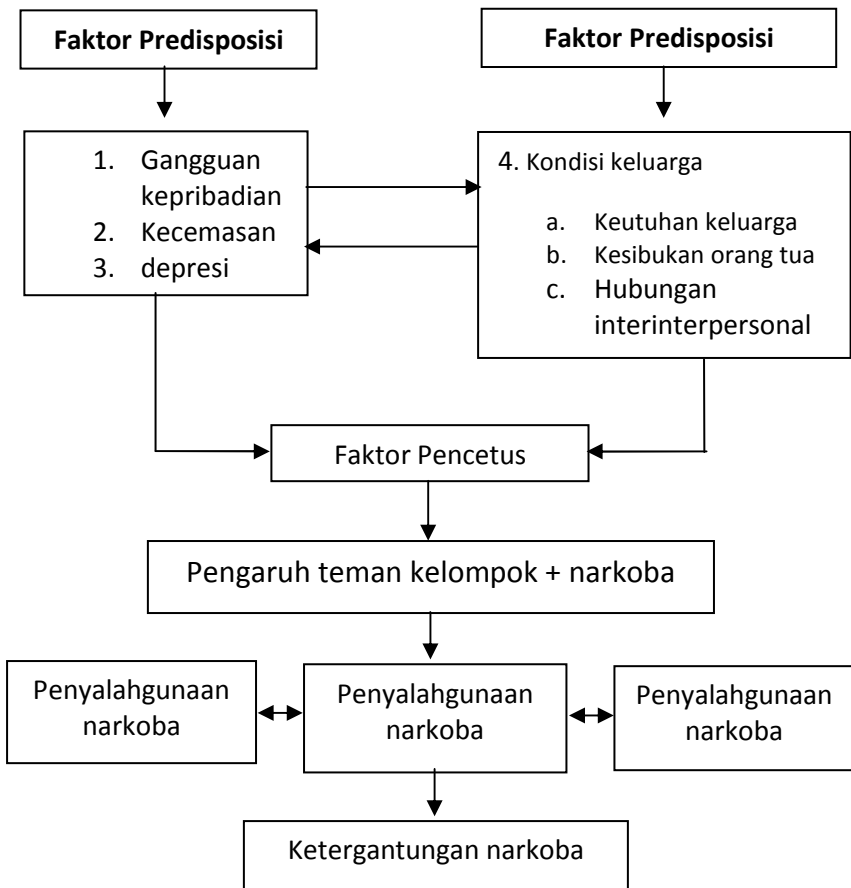 Faktor Predisposisi
Faktor Predisposisi
1. Gangguan
kepribadian
2. Kecemasan
3. depresi
4. Kondisi keluarga
a. Keutuhan keluarga
b. Kesibukan orang tua
c. Hubungan
interinterpersonal
Faktor Pencetus
Pengaruh teman kelompok + narkoba
Penyalahgunaan
narkoba
Penyalahgunaan
narkoba
Penyalahgunaan
narkoba
Ketergantungan narkoba